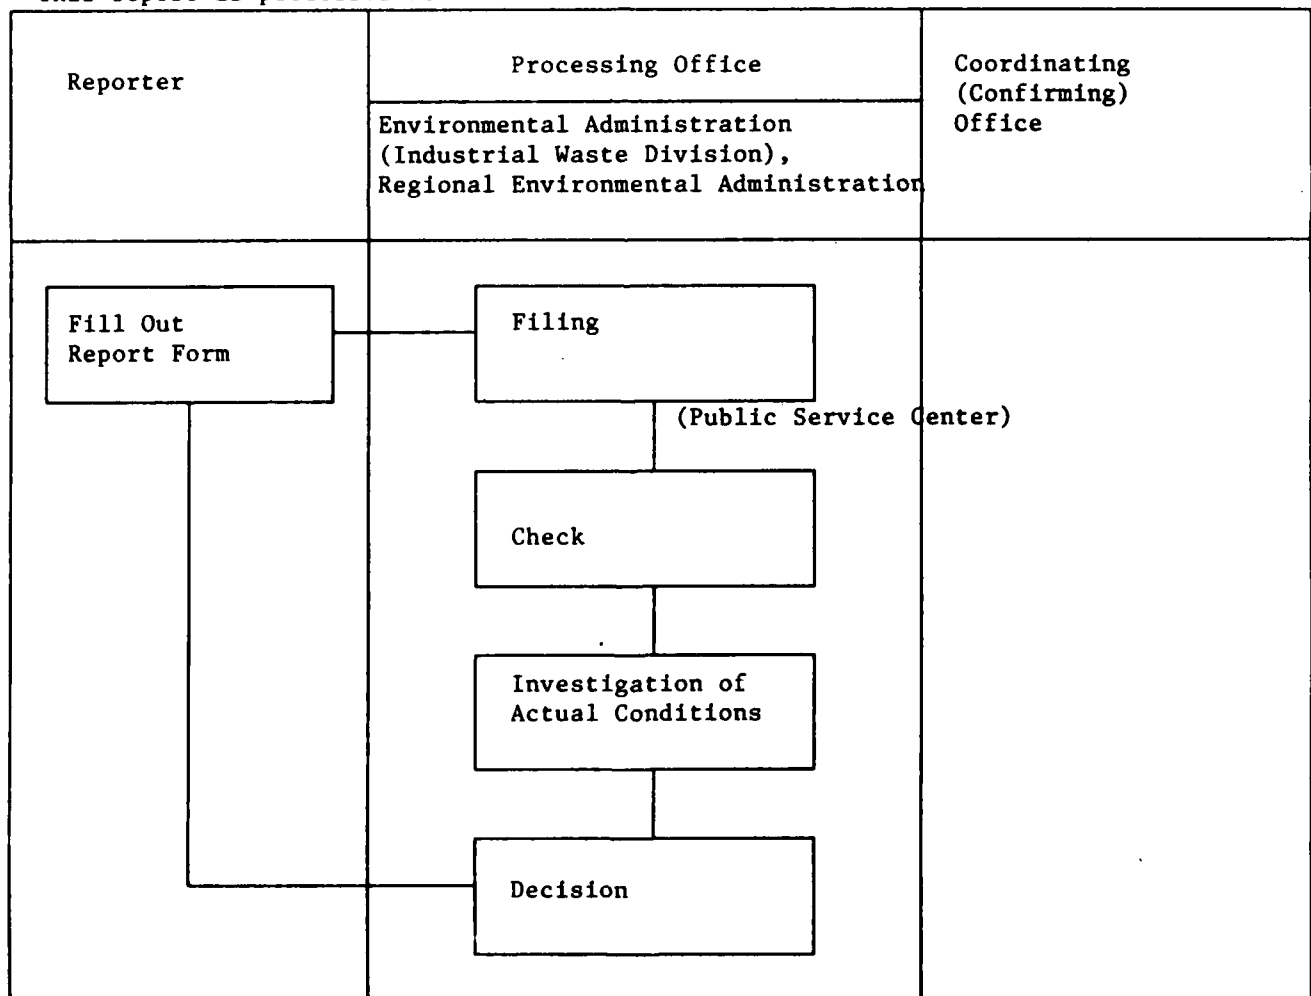 Reporter
Processing Office
Environmental Administration
(Industrial Waste Division),
Regional Environmental Administration
Coordinating
(Confirming)
Office
Fill Out
Report Form
Filing
(Public Service Center)
Check
Investigation of
Actual Conditions
Decision